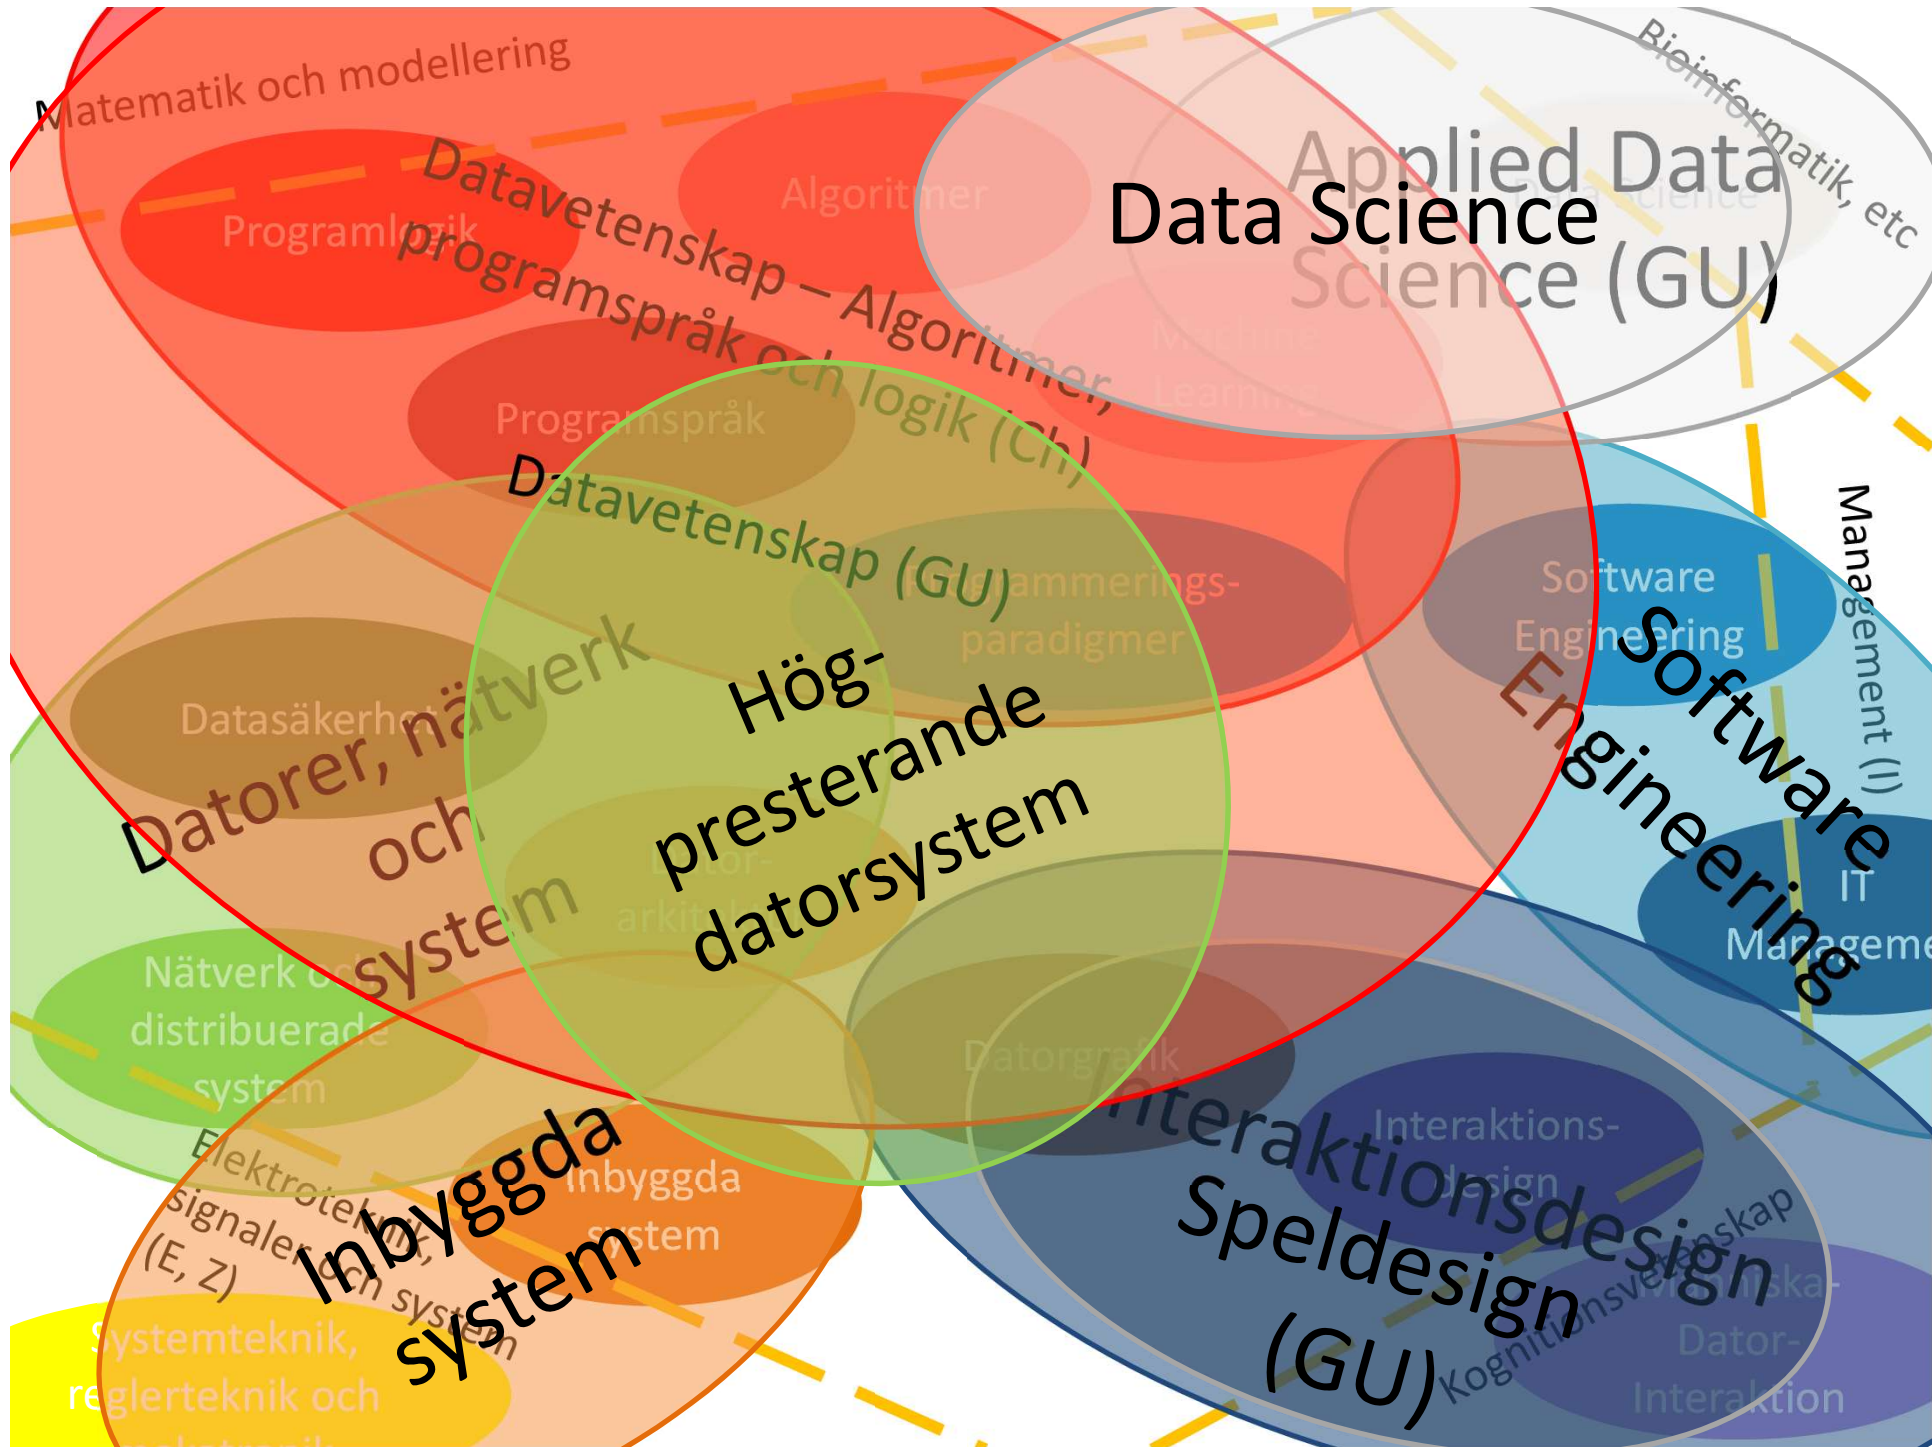 Matematik och modellering
Bioinformatik, etc
Programlogik
Algoritmer
Datavetenskap – Algoritmer,
programspråk och logik (Ch)
Applied Data
Science (GU)
Data Science
Data Science
Machine
Learning
Programspråk
Datavetenskap (GU)
Programmerings-
paradigmer
Software
Engineering
Software
Engineering
Management (I)
IT
Datasäkerhet
Datorer, nätverk
och
system
Hög-
presterande
datorsystem
Dator-
Nätverk och
distribuerade
system
Datorgrafik
Interaktionsdesign
Interaktions-
design
Speldesign
(GU)
Kognitionsvetenskap
Människa-
Dator-
Interaktion
Elektroteknik,
signaler och system
(E, Z)
Inbyggda
system
Inbyggda
system
Systemteknik,
reglerteknik och